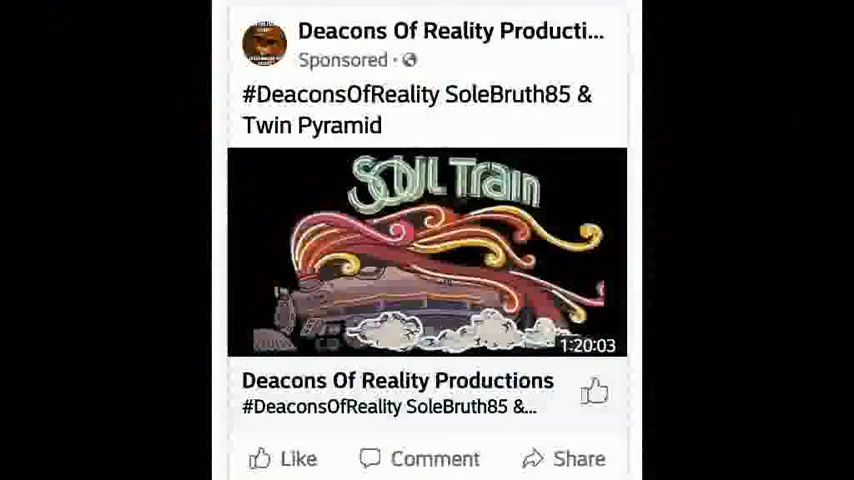 Deacons Of Reality Producti...
Sponsored ·
#DeaconsOfReality SoleBruth85 &
Twin Pyramid
SOUL Train
1:20:03
Deacons Of Reality Productions
#DeaconsOfReality SoleBruth85 &...
Like Comment Share